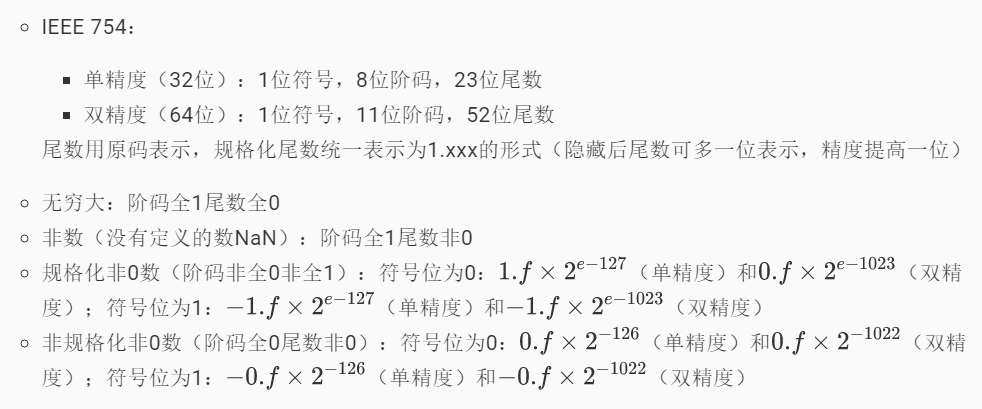 IEEE 754：
单精度（32位）：1位符号，8位阶码，23位尾数
双精度（64位）：1位符号，11位阶码，52位尾数
尾数用原码表示，规格化尾数统一表示为1.xxx的形式（隐藏后尾数可多一位表示，精度提高一位）
无穷大：阶码全1尾数全0
非数（没有定义的数NaN）：阶码全1尾数非0
规格化非0数（阶码非全0非全1）：符号位为0：$1.f \times 2^{e-127}$（单精度）和$0.f \times 2^{e-1023}$（双精
度）；符号位为1：$-1.f \times 2^{e-127}$（单精度）和$-1.f \times 2^{e-1023}$（双精度）
非规格化非0数（阶码全0尾数非0）：符号位为0：$0.f \times 2^{-126}$（单精度）和$0.f \times 2^{-1022}$（双精
度）；符号位为1：$-0.f \times 2^{-126}$（单精度）和$-0.f \times 2^{-1022}$（双精度）